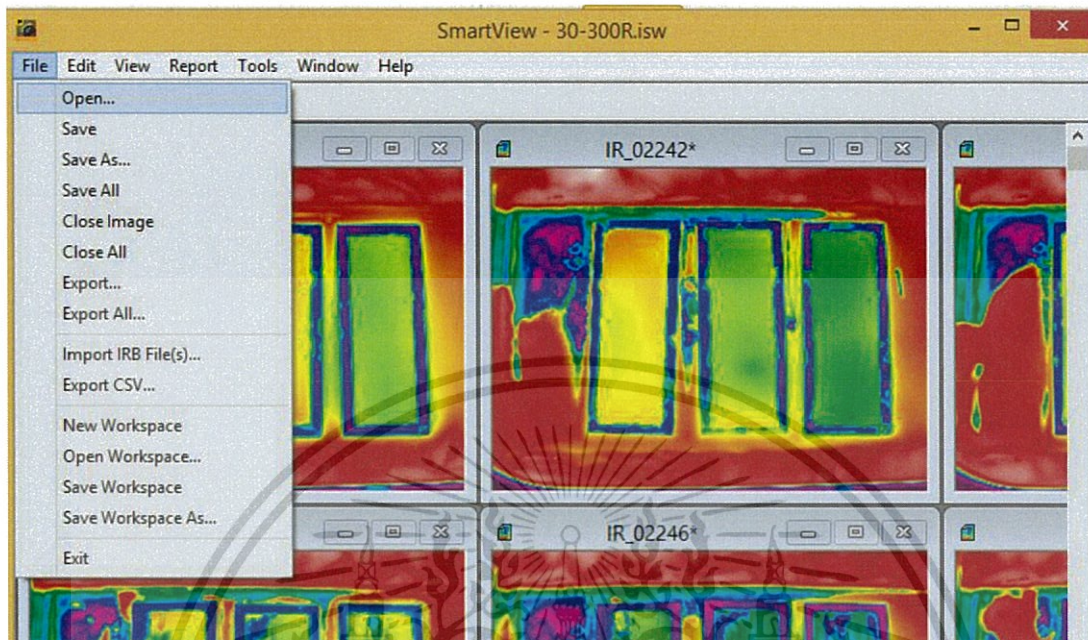 SmartView - 30-300R.isw
File Edit View Report Tools Window Help
Open...
Save
Save As...
Save All
Close Image
Close All
Export...
Export All...
Import IRB File(s)...
Export CSV...
New Workspace
Open Workspace...
Save Workspace
Save Workspace As...
Exit
IR_02242*
IR_02246*